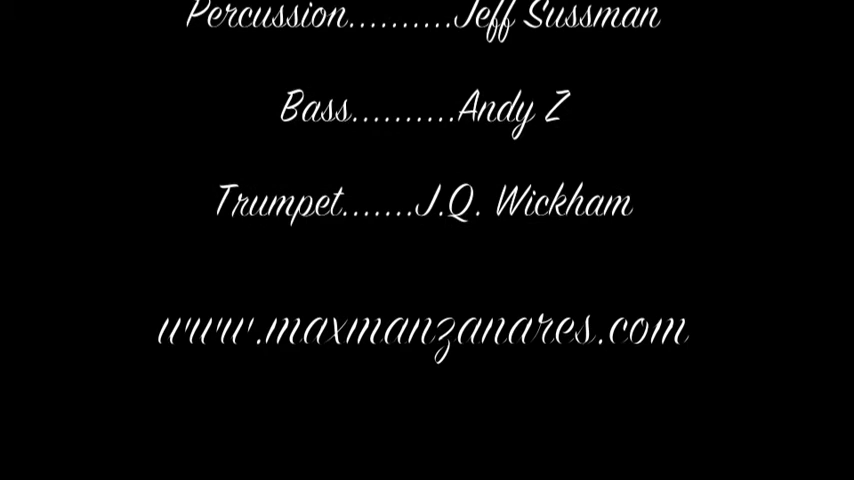 Percussion..........Jeff Sussman
Bass..........Andy Z
Trumpet.......J.Q. Wickham
www.maxmanzanares.com